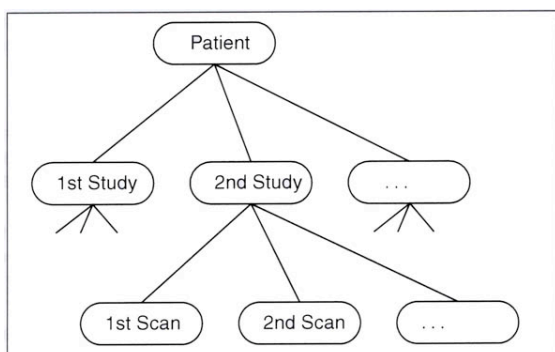 Patient
1st Study
2nd Study
...
1st Scan
2nd Scan
...